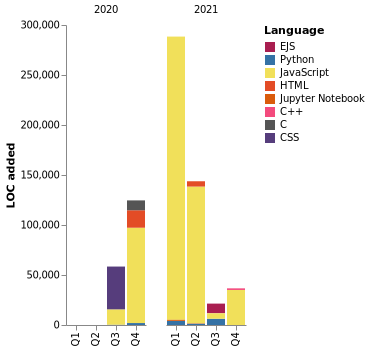 2020 2021
300,000
250,000
200,000
150,000
100,000
50,000
0
LOC added
Q1 Q2 Q3 Q4 Q1 Q2 Q3 Q4
Language
EJS
Python
JavaScript
HTML
Jupyter Notebook
C++
C
CSS